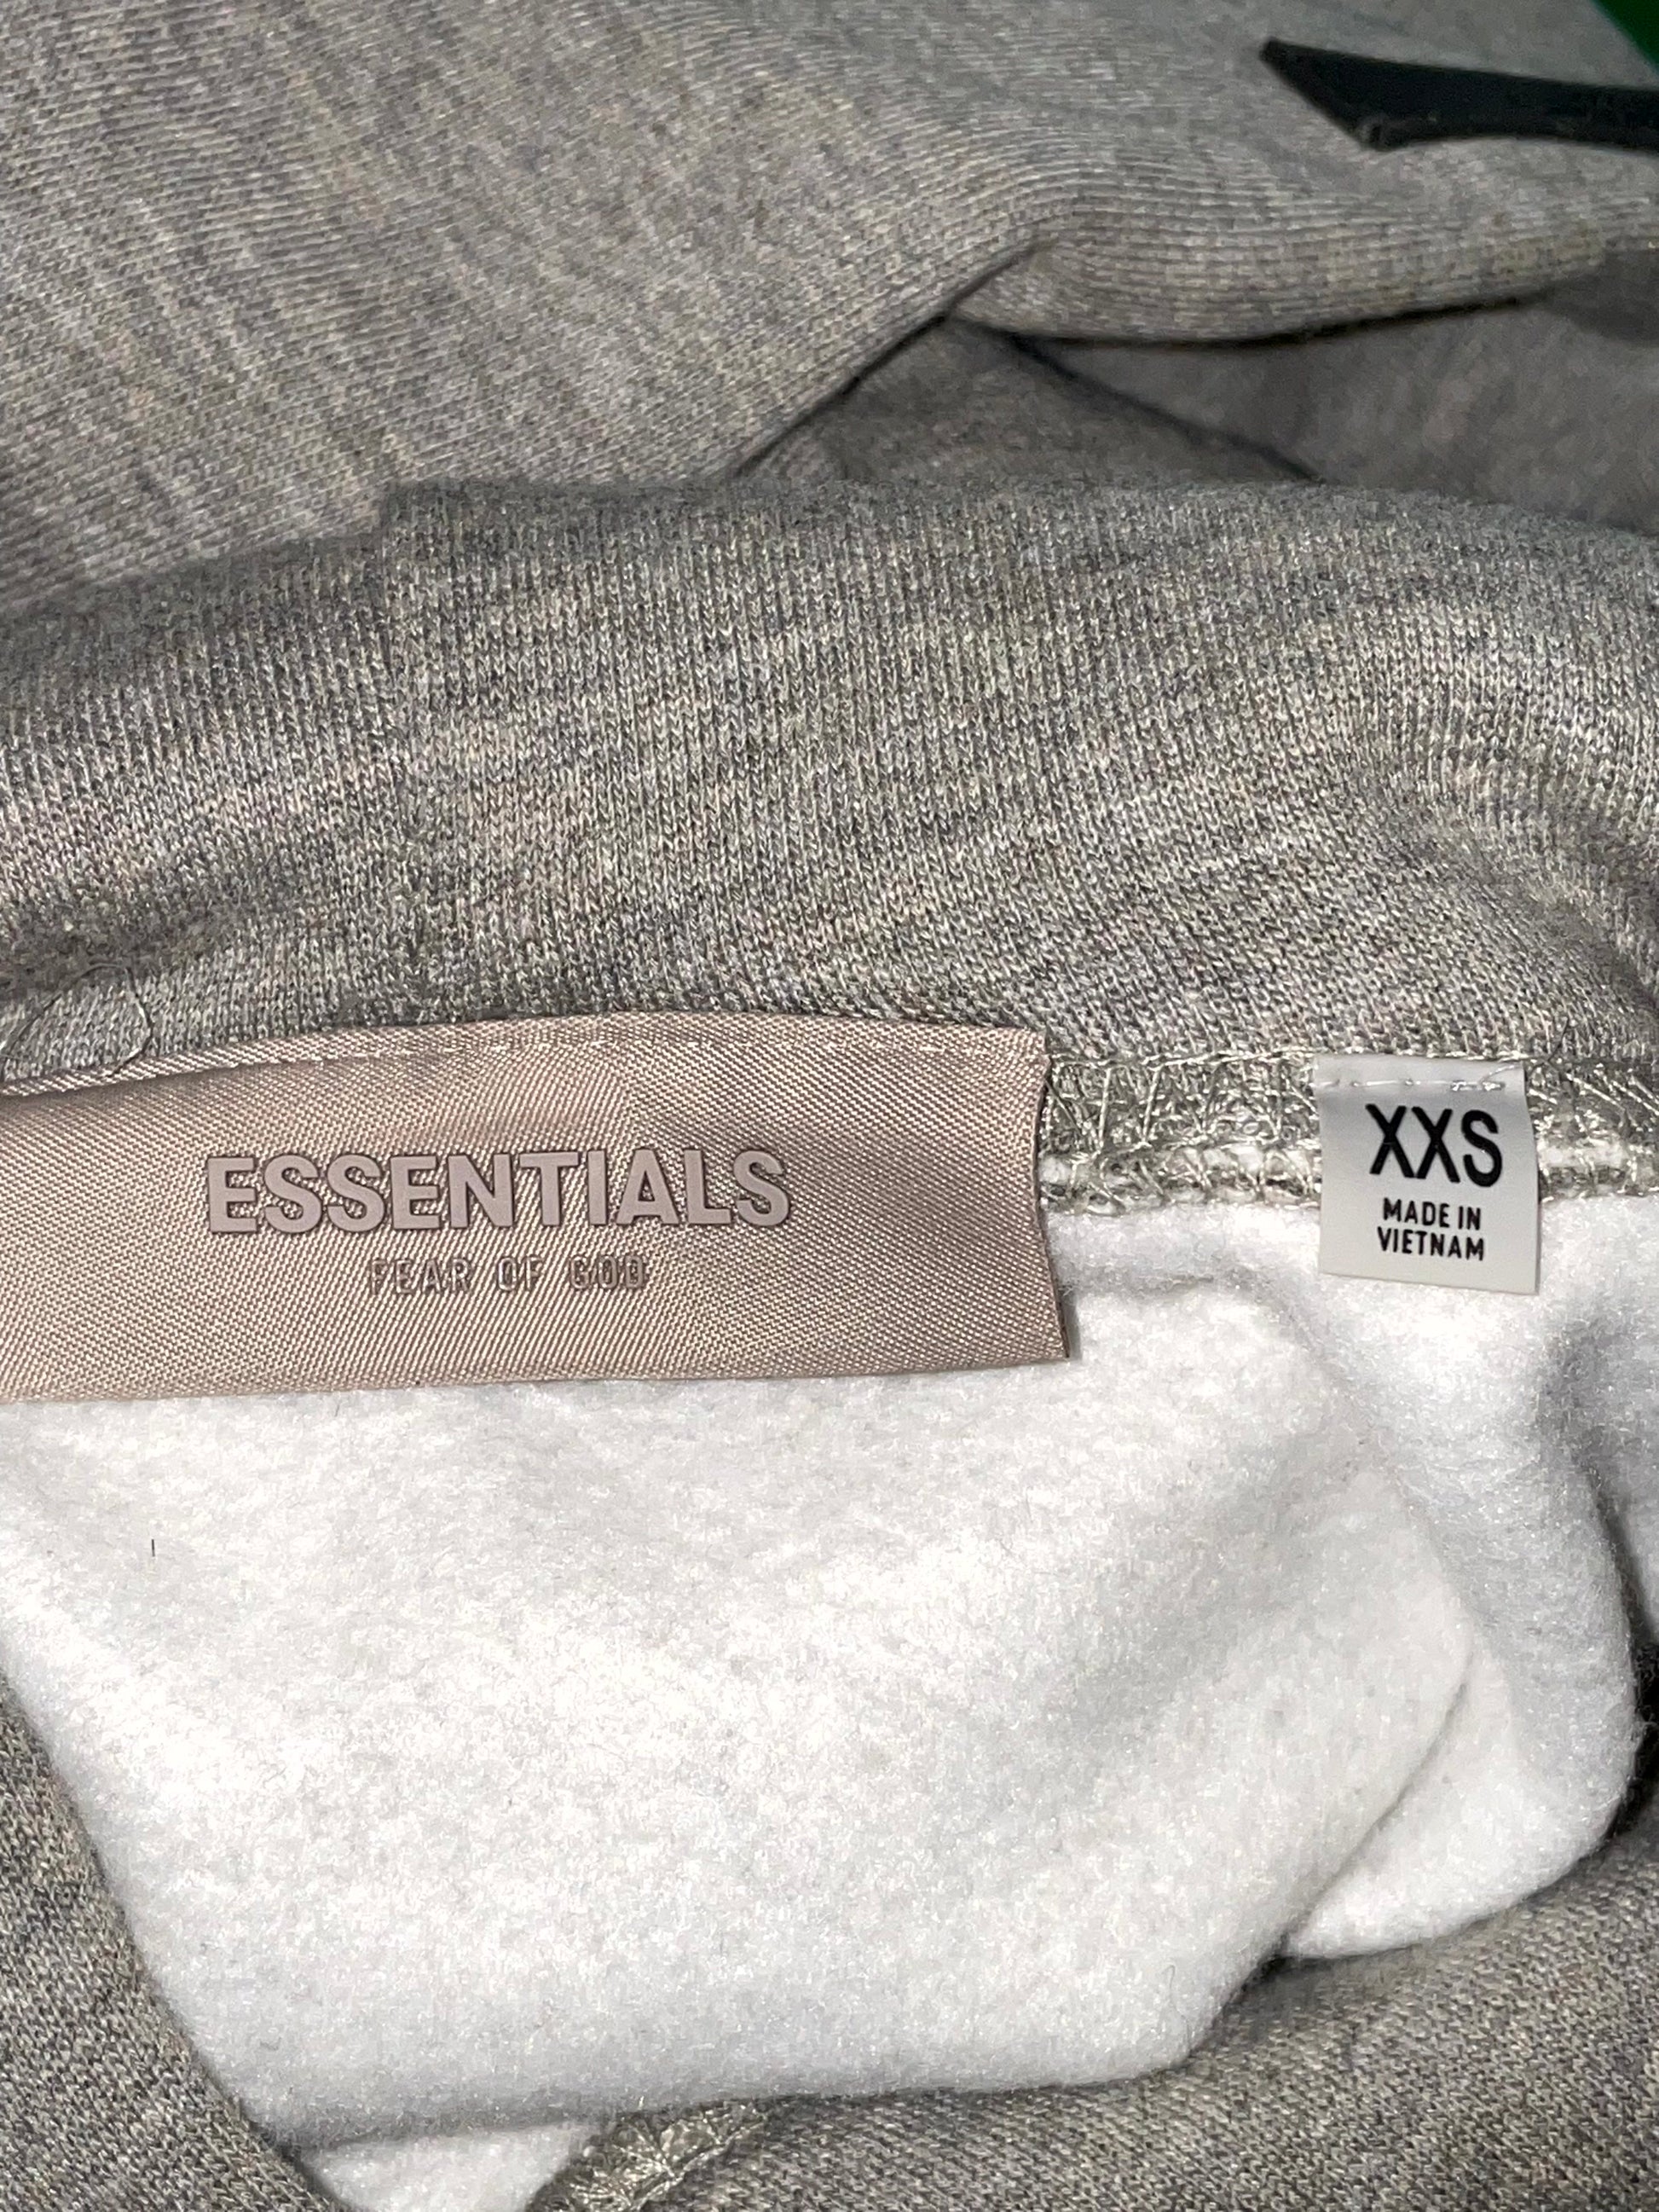 ESSENTIALS
FEAR OF GOD
XXS
MADE IN
VIETNAM